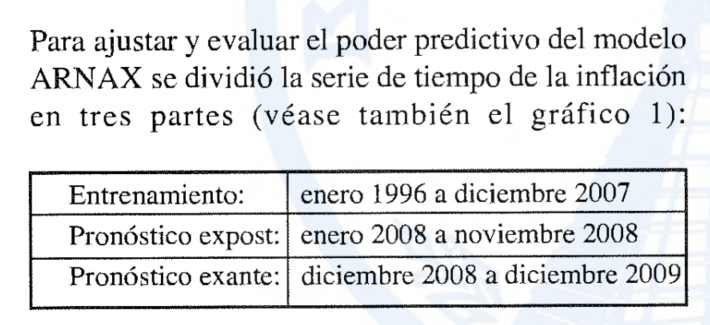 Para ajustar y evaluar el poder predictivo del modelo
ARNAX se dividió la serie de tiempo de la inflación
en tres partes (véase también el gráfico 1):
Entrenamiento: enero 1996 a diciembre 2007
Pronóstico expost: enero 2008 a noviembre 2008
Pronóstico exante: diciembre 2008 a diciembre 2009